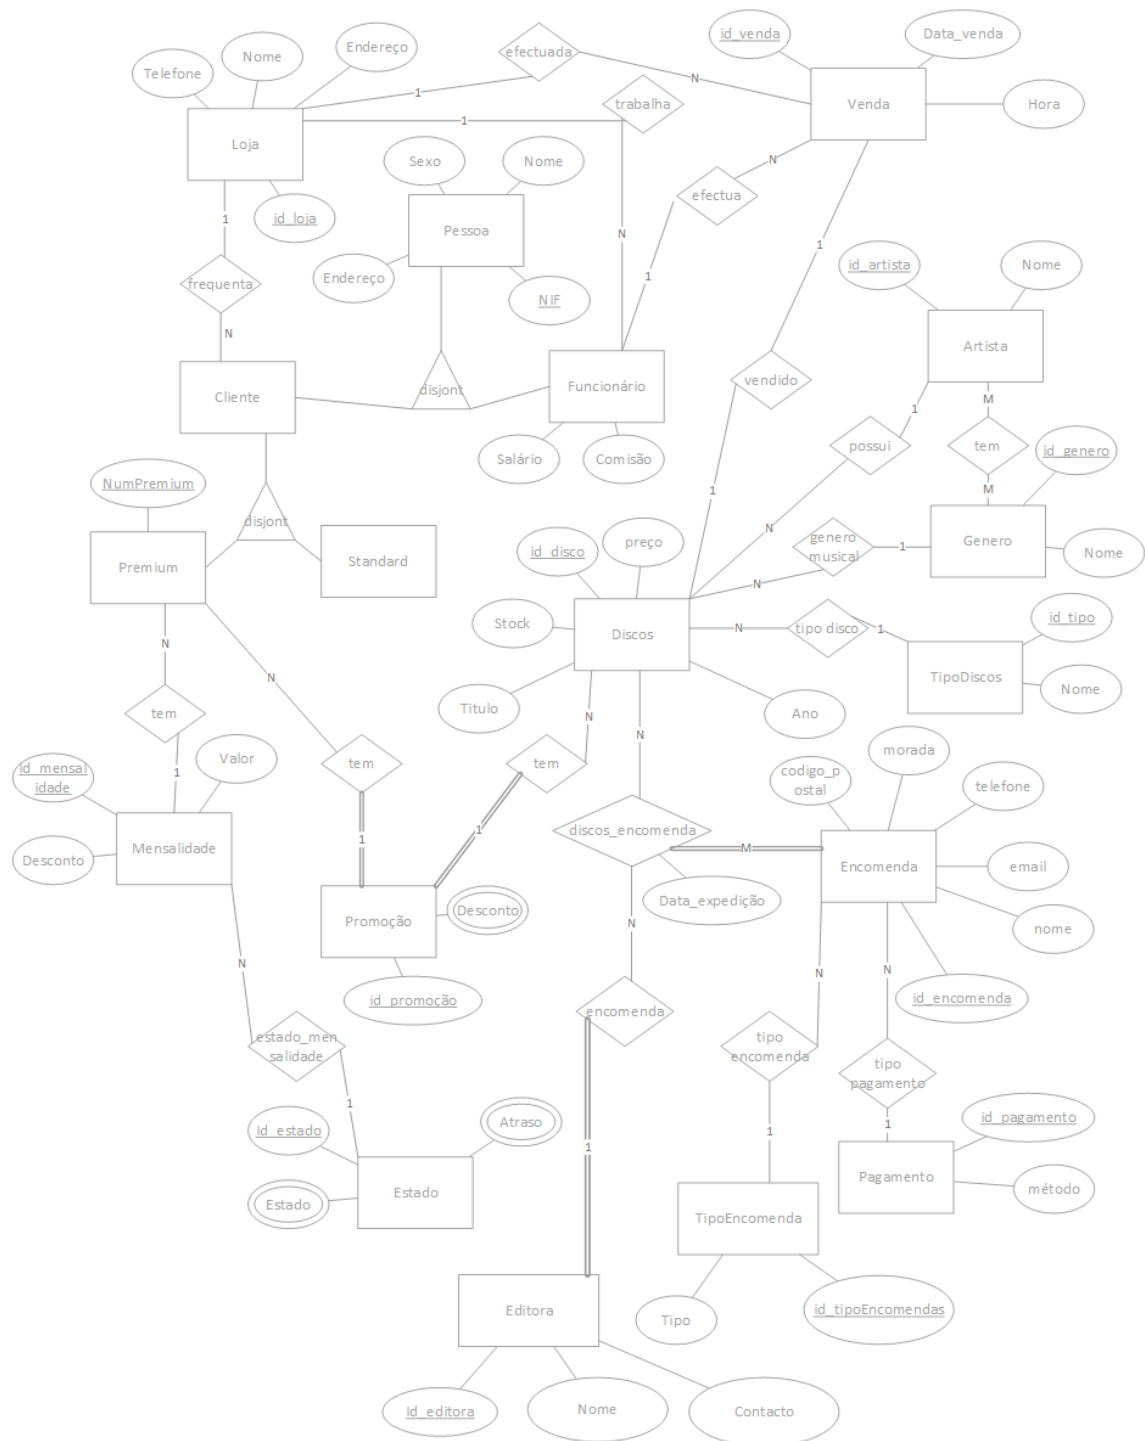 id_venda
Data_venda
Endereço
efectuada
Nome
Telefone
N
1
trabalha
Venda
Hora
1
Loja
Sexo
Nome
N
efectua
id_loja
1
Pessoa
N
1
id_artista
Nome
Endereço
1
frequenta
NIF
N
Artista
vendido
Cliente
disjont
Funcionário
M
1
possui
tem
Salário
Comisão
id_genero
NumPremium
1
M
disjont
N
genero
musical
1
Genero
Nome
Premium
Standard
id_disco
preço
N
Stock
Discos
N
tipo disco
1
id_tipo
N
N
TipoDiscos
Nome
Titulo
Ano
tem
N
N
morada
Valor
tem
tem
Id_mensal
idade
1
codigo_p
ostal
telefone
Mensalidade
Desconto
1
1
discos_encomenda
M
Encomenda
email
Data_expedição
Promoção
Desconto
N
nome
N
id_promoção
N
N
id_encomenda
encomenda
estado_men
salidade
tipo
encomenda
tipo
pagamento
1
Id_estado
Atraso
1
1
id_pagamento
1
Estado
Estado
Pagamento
método
TipoEncomenda
Editora
Tipo
id_tipoEncomendas
Id_editora
Nome
Contacto